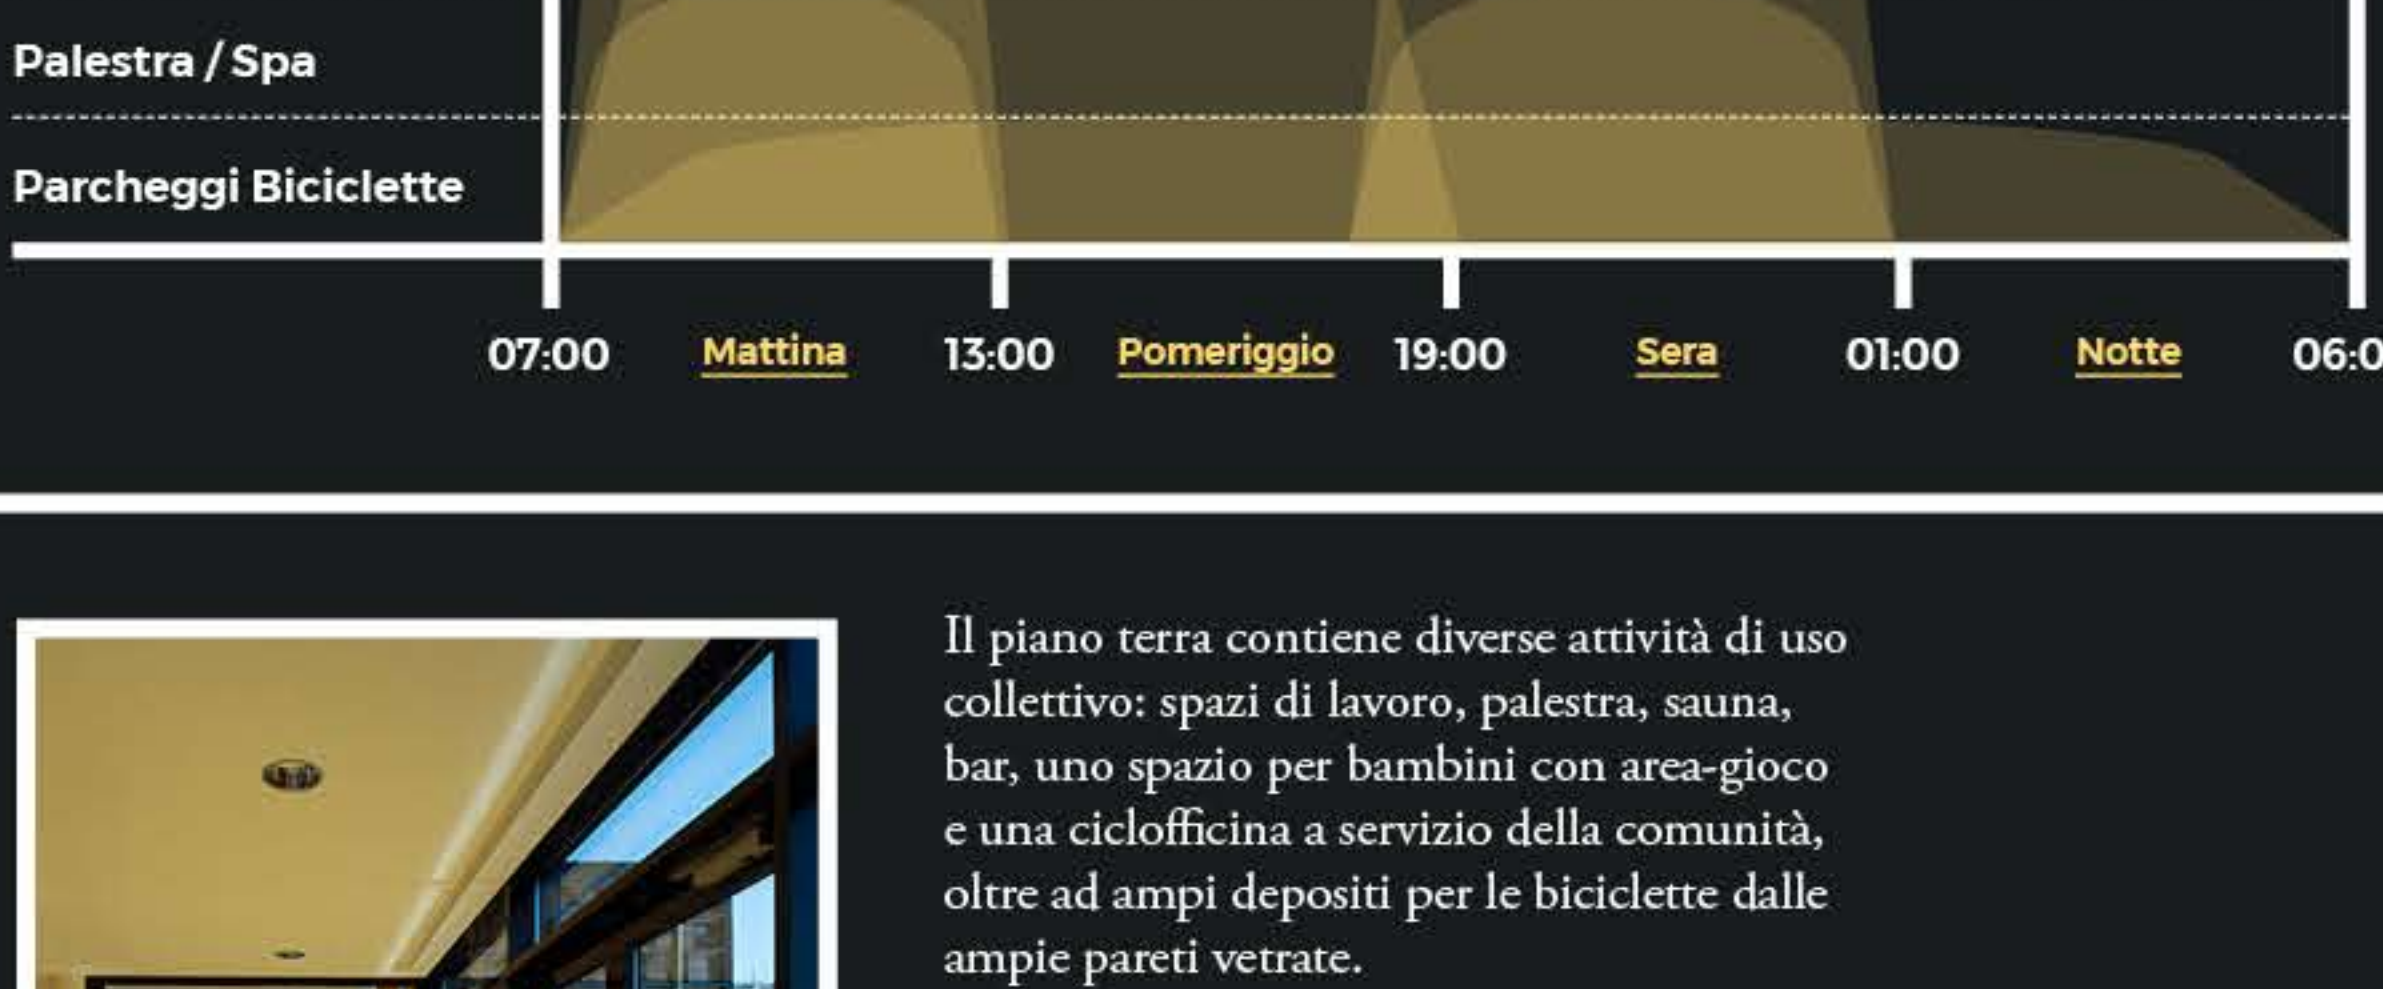 Palestra / Spa
Parcheggi Biciclette
07:00 Mattina 13:00 Pomeriggio 19:00 Sera 01:00 Notte 06:0
Il piano terra contiene diverse attività di uso
collettivo: spazi di lavoro, palestra, sauna,
bar, uno spazio per bambini con area-gioco
e una ciclofficina a servizio della comunità,
oltre ad ampi depositi per le biciclette dalle
ampie pareti vetrate.